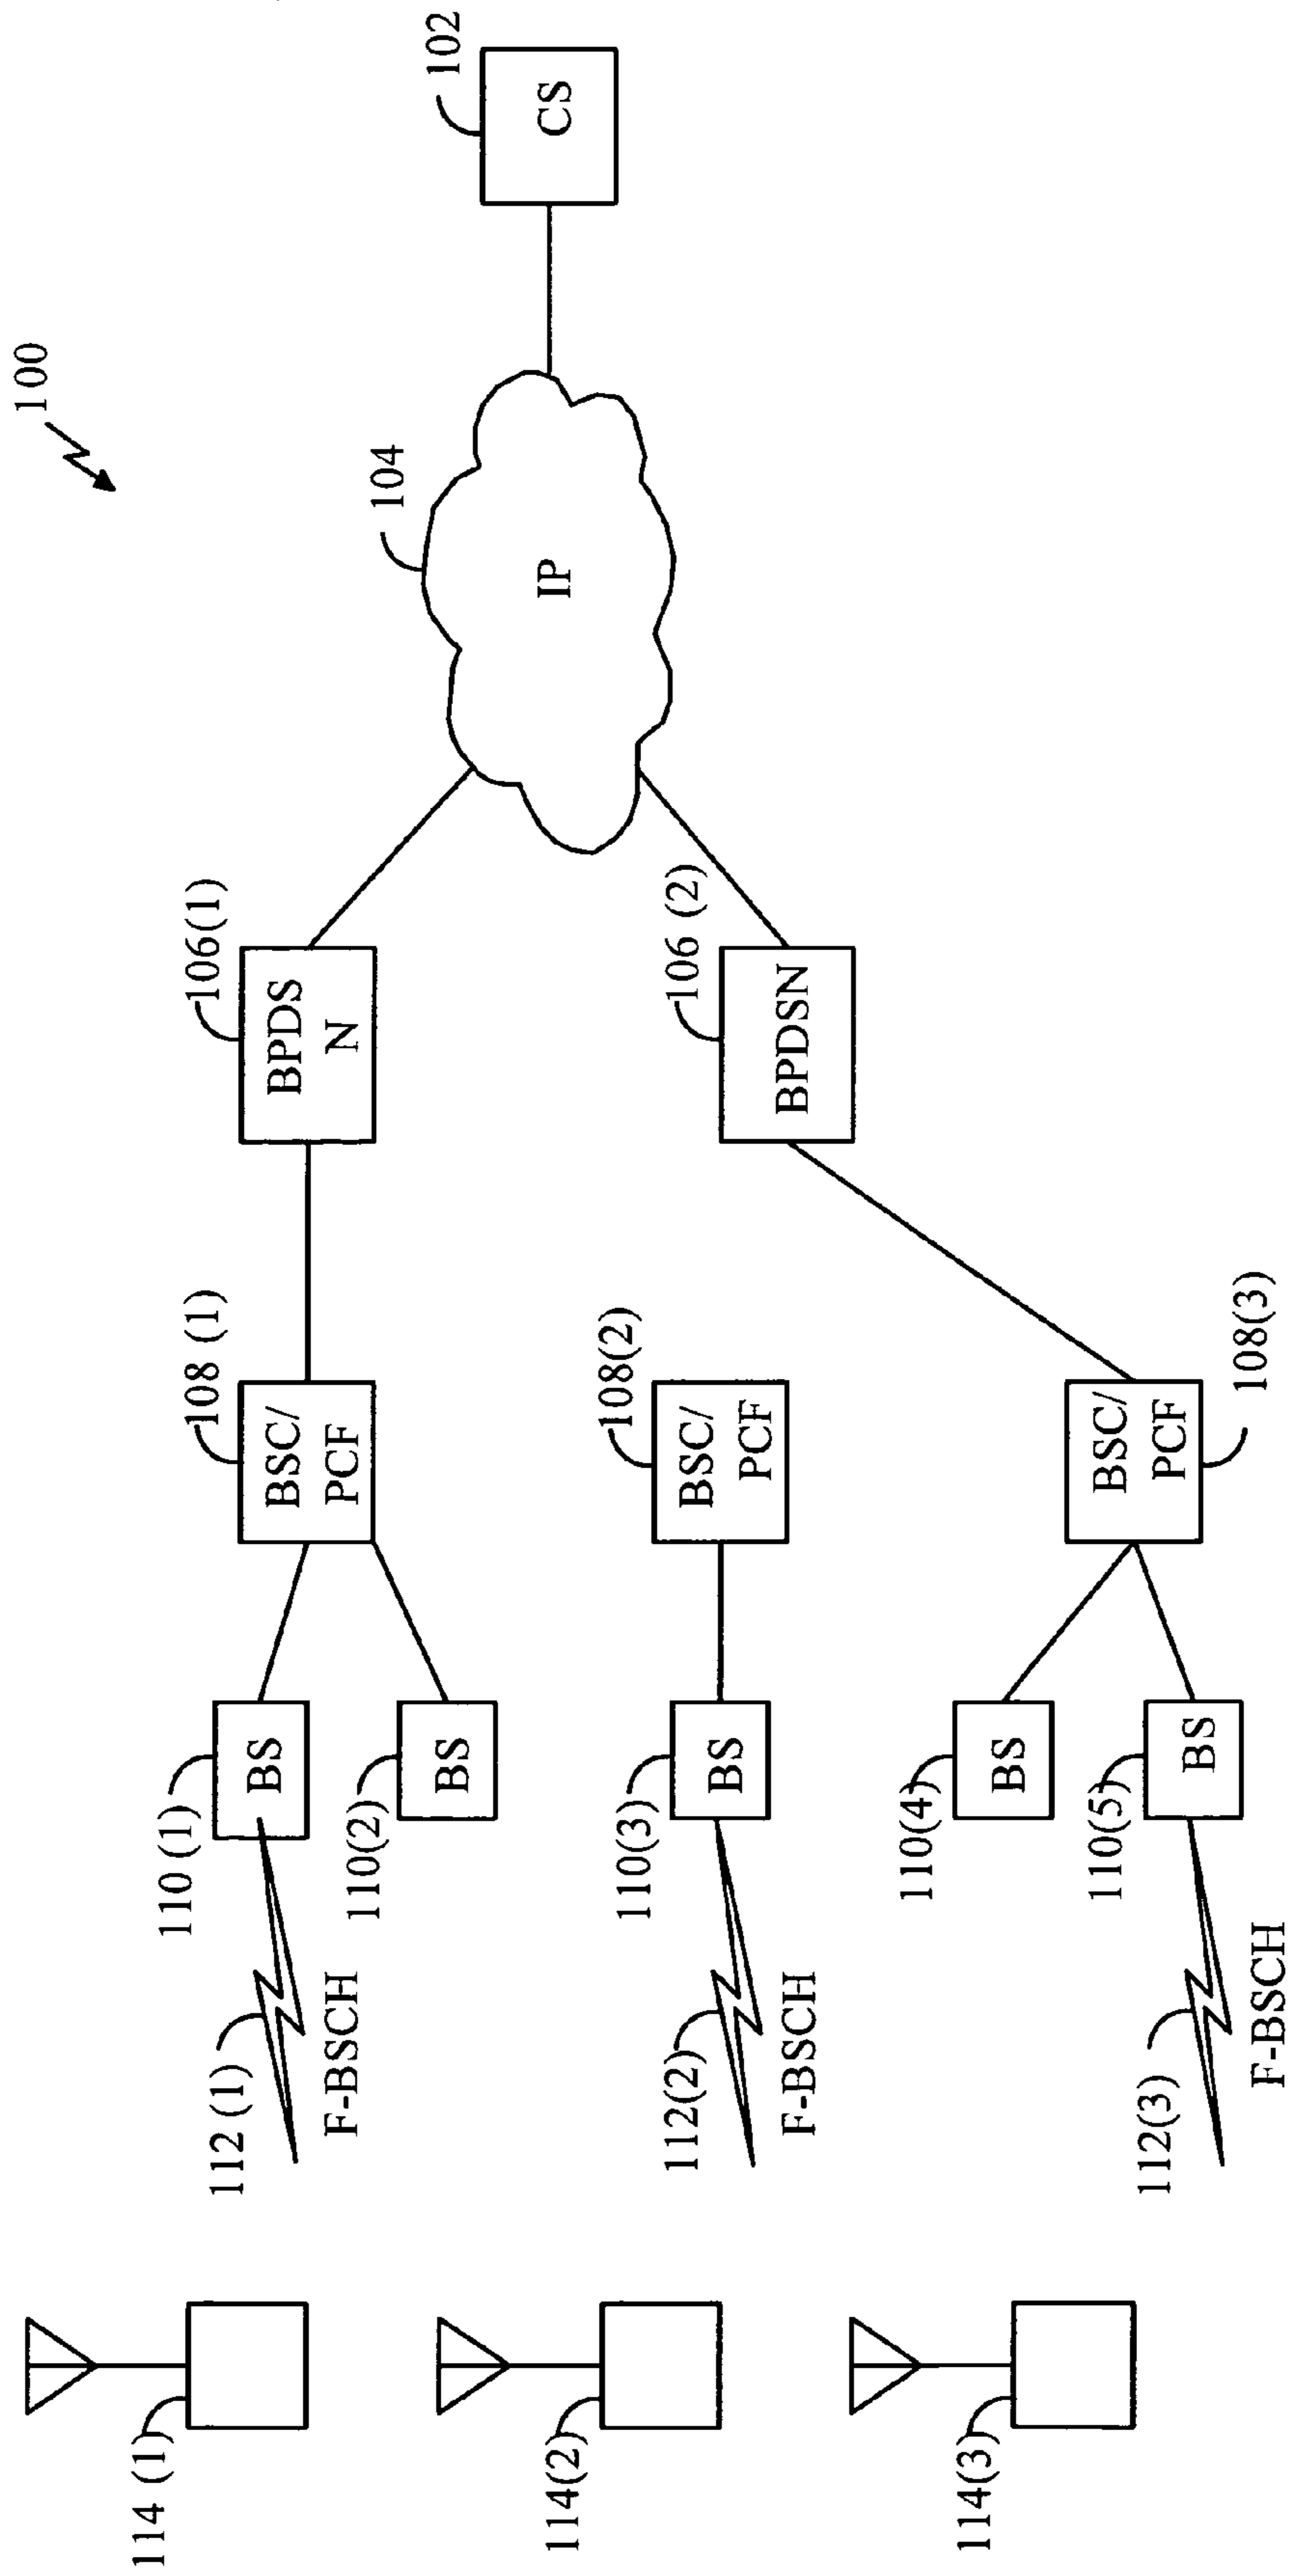 100
102
CS
104
IP
106(1)
BPDS
N
106 (2)
BPDSN
108 (1)
BSC/
PCF
108(2)
BSC/
PCF
108(3)
BSC/
PCF
110 (1)
BS
110(2)
BS
110(3)
BS
110(4)
BS
110(5)
BS
112 (1)
F-BSCH
112(2)
F-BSCH
112(3)
F-BSCH
114 (1)
114(2)
114(3)